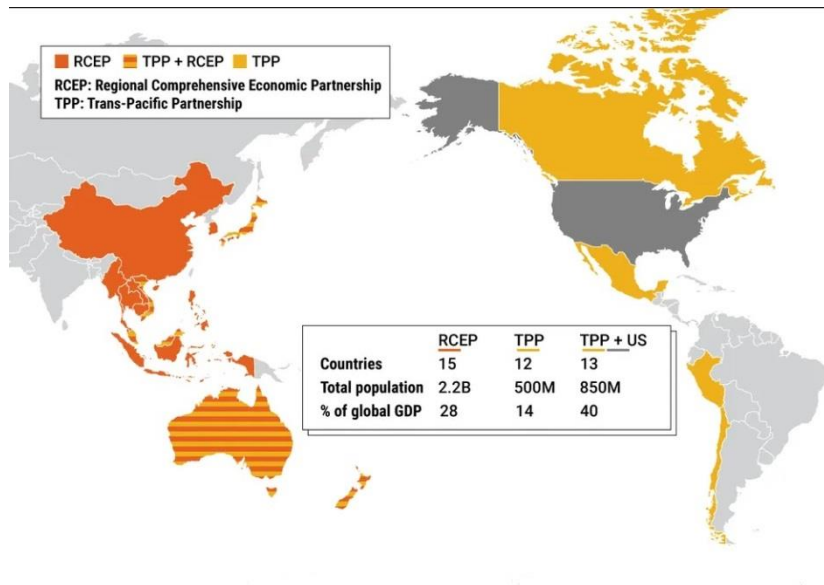 RCEP TPP + RCEP TPP
RCEP: Regional Comprehensive Economic Partnership
TPP: Trans-Pacific Partnership
RCEP TPP TPP + US
Countries 15 12 13
Total population 2.2B 500M 850M
% of global GDP 28 14 40